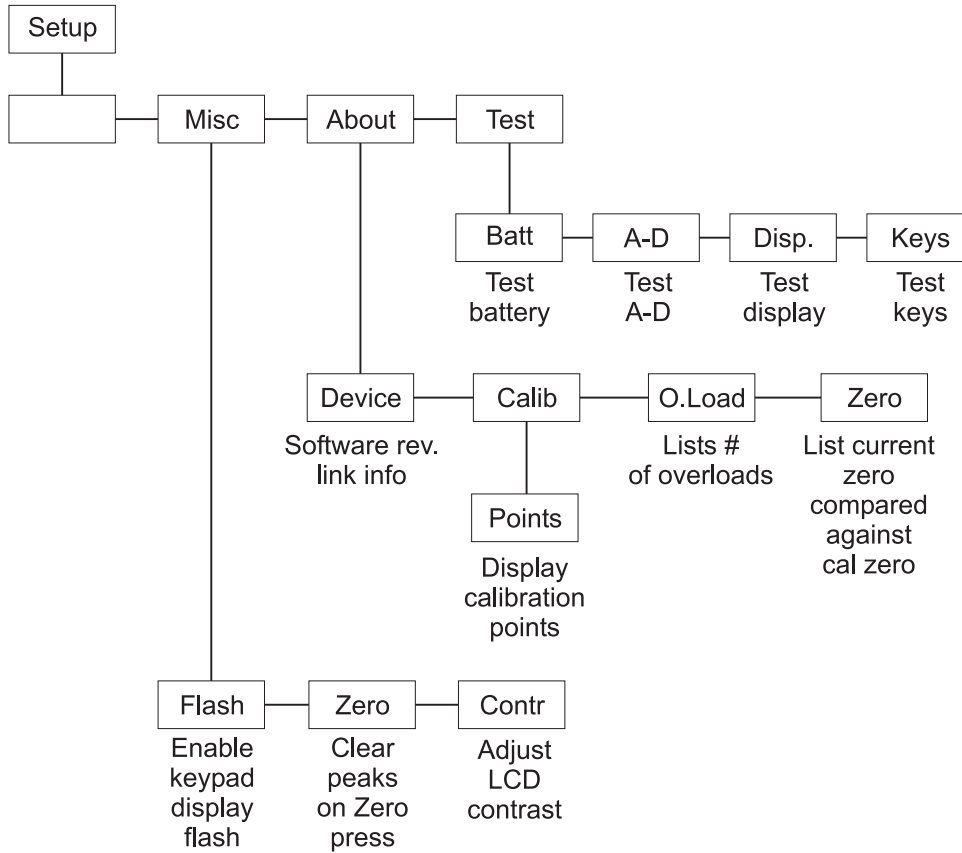 Setup
Misc
About
Test
Batt
A-D
Disp.
Keys
Test
battery
Test
A-D
Test
display
Test
keys
Device
Calib
O.Load
Zero
Software rev.
link info
Lists #
of overloads
List current
zero
compared
against
cal zero
Points
Display
calibration
points
Flash
Zero
Contr
Enable
keypad
display
flash
Clear
peaks
on Zero
press
Adjust
LCD
contrast